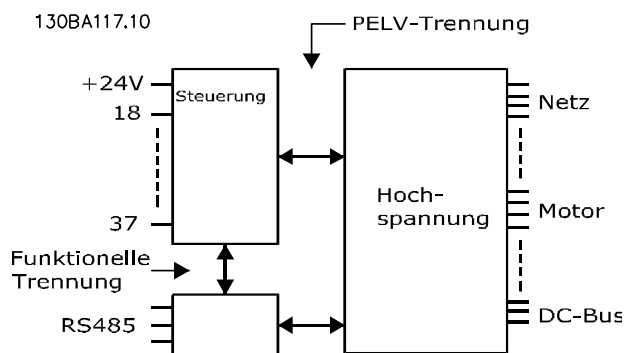 130BA117.10
PELV-Trennung
+24V
Steuerung
18
Netz
Hoch-
spannung
37
Motor
Funktionelle
Trennung
RS485
DC-Bus